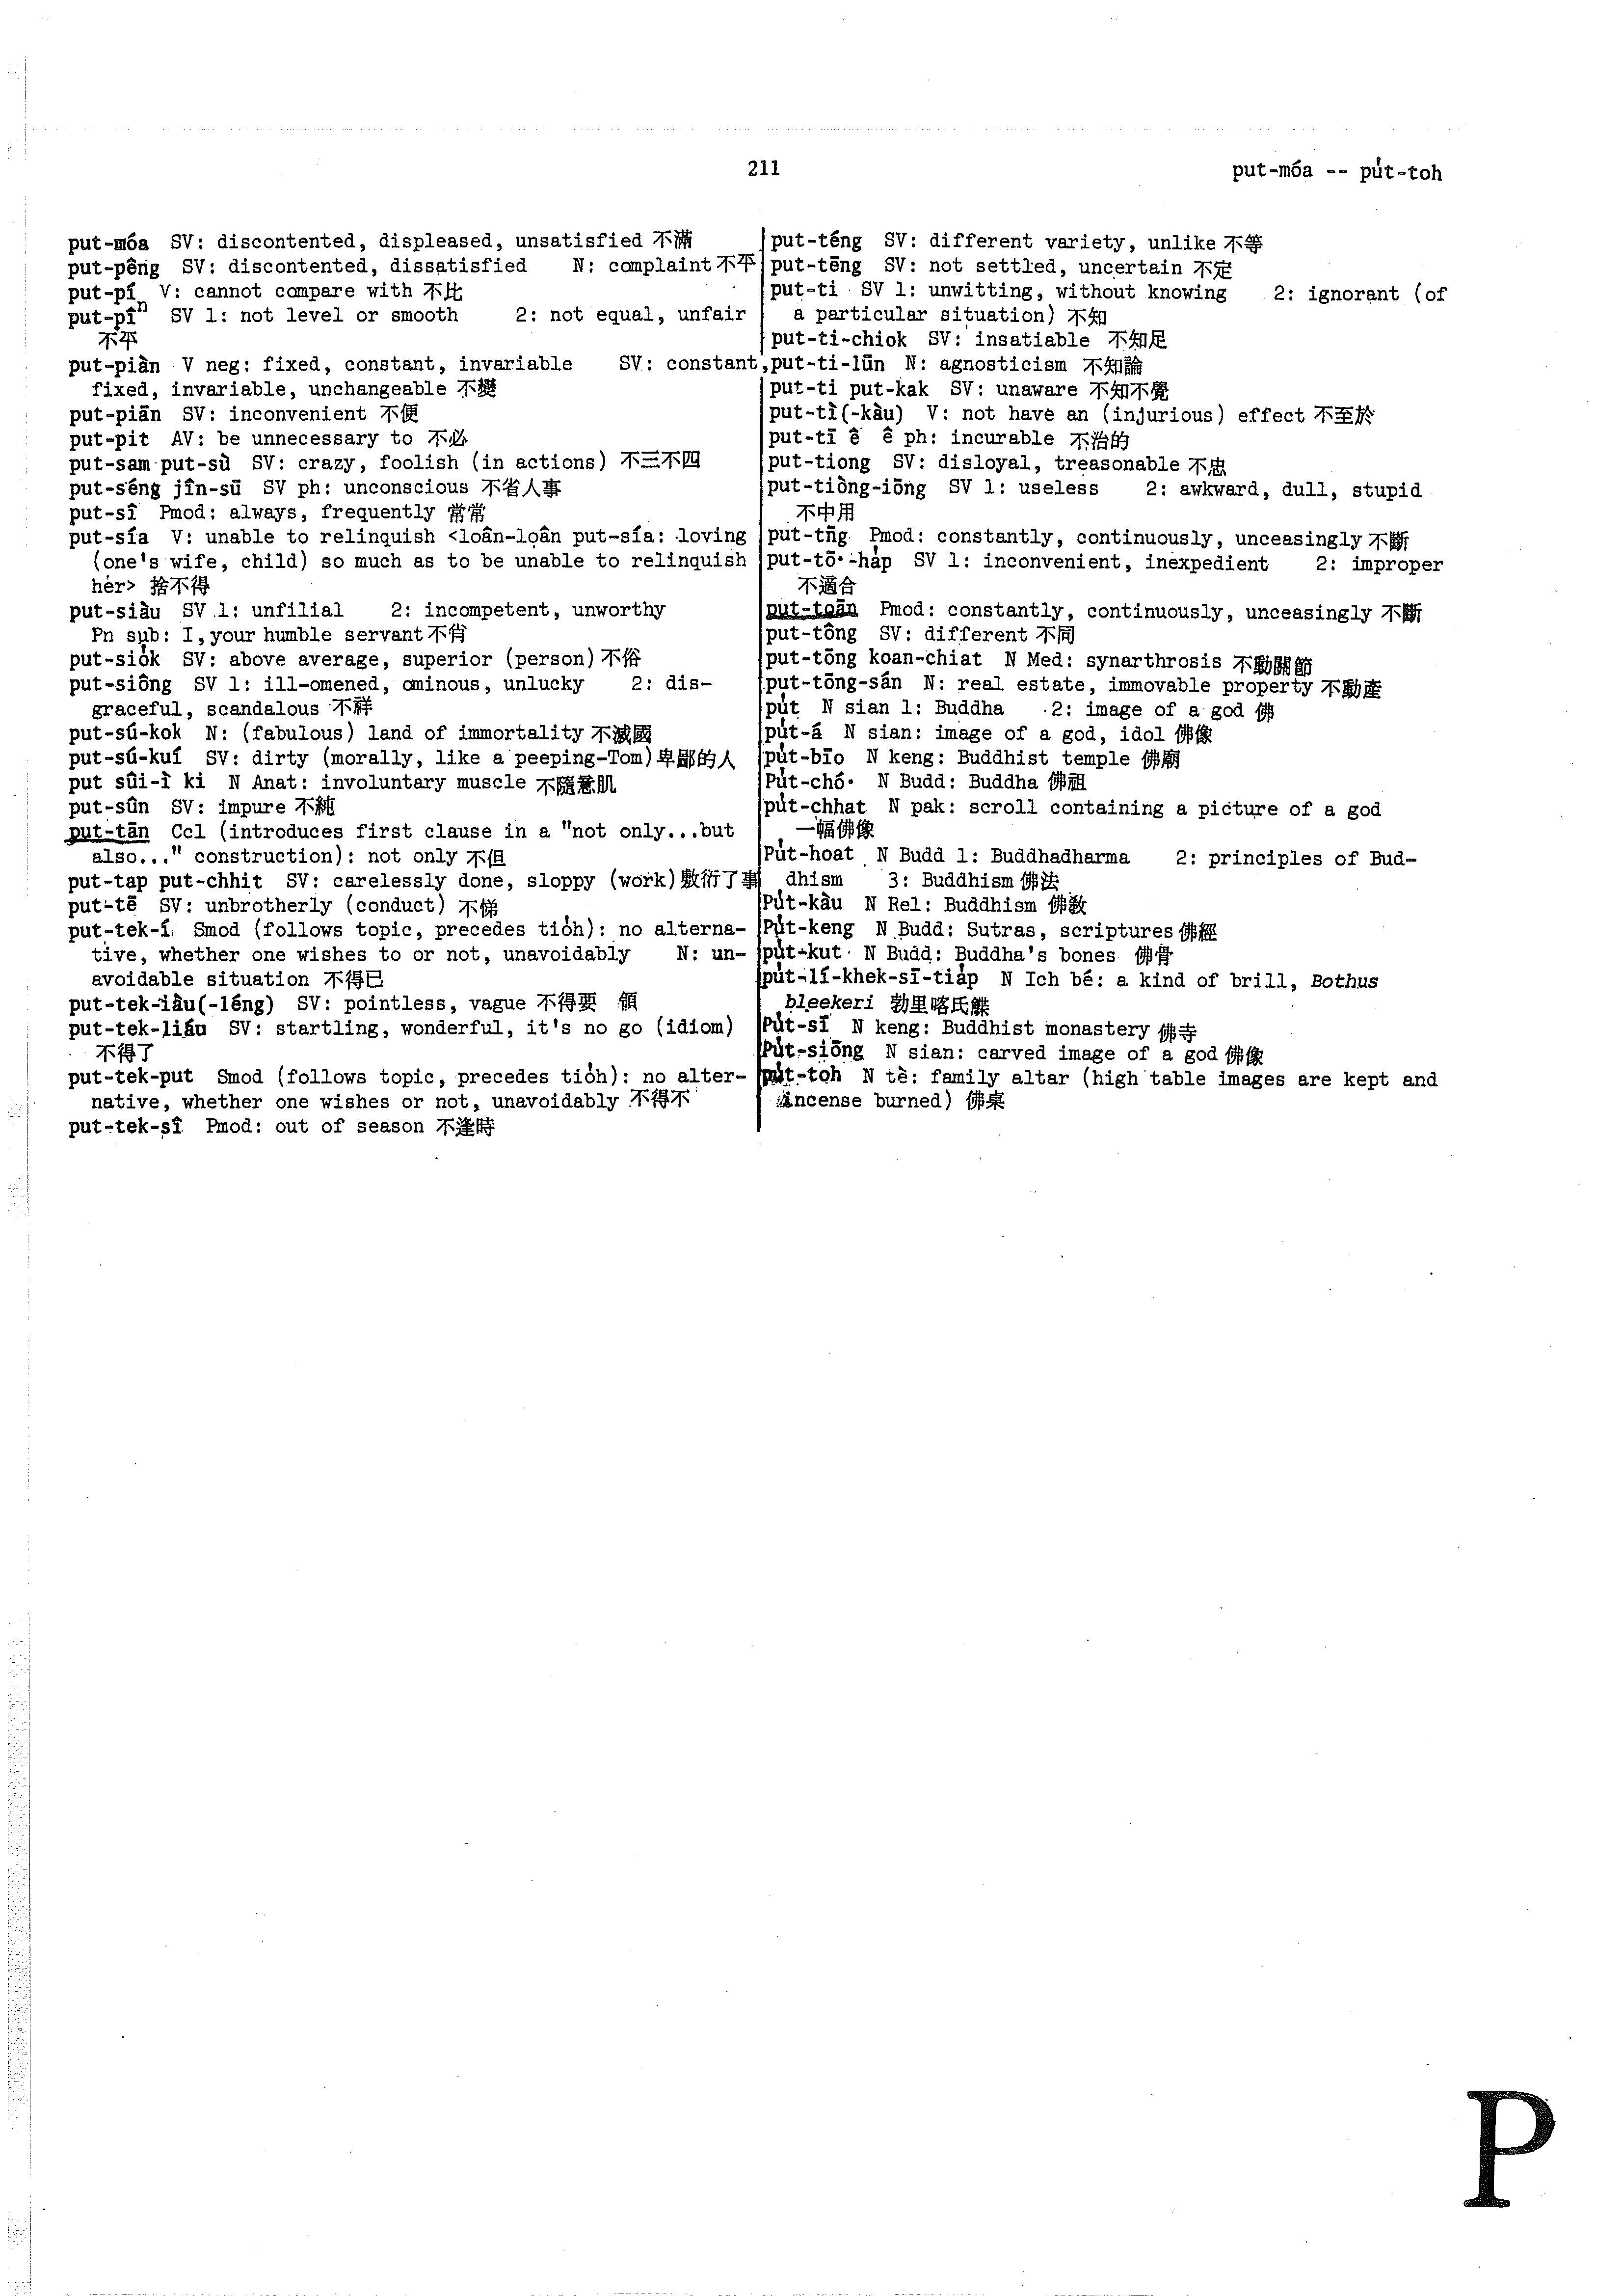 211
put-móa -- pu̍t-toh
put-móa SV: discontented, displeased, unsatisfied 不滿
put-pêng SV: discontented, dissatisfied N: complaint 不平
put-pí V: cannot compare with 不比
put-pîⁿ SV 1: not level or smooth 2: not equal, unfair
不平
put-piàn V neg: fixed, constant, invariable SV: constant,
fixed, invariable, unchangeable 不變
put-piān SV: inconvenient 不便
put-pit AV: be unnecessary to 不必
put-sam put-sù SV: crazy, foolish (in actions) 不三不四
put-séng jîn-sū SV ph: unconscious 不省人事
put-sî Pmod: always, frequently 常常
put-sía V: unable to relinquish <loân-loân put-sía: loving
(one's wife, child) so much as to be unable to relinquish
her> 捨不得
put-siàu SV 1: unfilial 2: incompetent, unworthy
Pn sub: I, your humble servant 不肖
put-sio̍k SV: above average, superior (person) 不俗
put-siông SV 1: ill-omened, ominous, unlucky 2: dis-
graceful, scandalous 不祥
put-sú-kok N: (fabulous) land of immortality 不滅國
put-sú-kuí SV: dirty (morally, like a peeping-Tom) 卑鄙的人
put sûi-ì ki N Anat: involuntary muscle 不隨意肌
put-sûn SV: impure 不純
put-tān Ccl (introduces first clause in a "not only...but
also..." construction): not only 不但
put-tap put-chhit SV: carelessly done, sloppy (work) 敷衍了事
put-tē SV: unbrotherly (conduct) 不悌
put-tek-í Smod (follows topic, precedes tio̍h): no alterna-
tive, whether one wishes to or not, unavoidably N: un-
avoidable situation 不得已
put-tek-iàu(-léng) SV: pointless, vague 不得要 領
put-tek-liáu SV: startling, wonderful, it's no go (idiom)
不得了
put-tek-put Smod (follows topic, precedes tio̍h): no alter-
native, whether one wishes or not, unavoidably 不得不
put-tek-sî Pmod: out of season 不逢時
put-téng SV: different variety, unlike 不等
put-tēng SV: not settled, uncertain 不定
put-ti SV 1: unwitting, without knowing 2: ignorant (of
a particular situation) 不知
put-ti-chiok SV: insatiable 不知足
put-ti-lūn N: agnosticism 不知論
put-ti put-kak SV: unaware 不知不覺
put-tì(-kàu) V: not have an (injurious) effect 不至於
put-tī ê ê ph: incurable 不治的
put-tiong SV: disloyal, treasonable 不忠
put-tiòng-iōng SV 1: useless 2: awkward, dull, stupid
不中用
put-tn̄g Pmod: constantly, continuously, unceasingly 不斷
put-tō·-ha̍p SV 1: inconvenient, inexpedient 2: improper
不適合
put-toān Pmod: constantly, continuously, unceasingly 不斷
put-tông SV: different 不同
put-tōng koan-chiat N Med: synarthrosis 不動關節
put-tōng-sán N: real estate, immovable property 不動產
pu̍t N sian 1: Buddha 2: image of a god 佛
pu̍t-á N sian: image of a god, idol 佛像
pu̍t-bīo N keng: Buddhist temple 佛廟
Pu̍t-chó· N Budd: Buddha 佛祖
pu̍t-chhat N pak: scroll containing a picture of a god
一幅佛像
Pu̍t-hoat N Budd 1: Buddhadharma 2: principles of Bud-
dhism 3: Buddhism 佛法
Pu̍t-kàu N Rel: Buddhism 佛教
Pu̍t-keng N Budd: Sutras, scriptures 佛經
pu̍t-kut N Budd: Buddha's bones 佛骨
pu̍t-lí-khek-sī-tia̍p N Ich bé: a kind of brill, Bothus
bleekeri 勃里喀氏鰈
Pu̍t-sī N keng: Buddhist monastery 佛寺
Pu̍t-siōng N sian: carved image of a god 佛像
pu̍t-toh N tè: family altar (high table images are kept and
incense burned) 佛桌
P